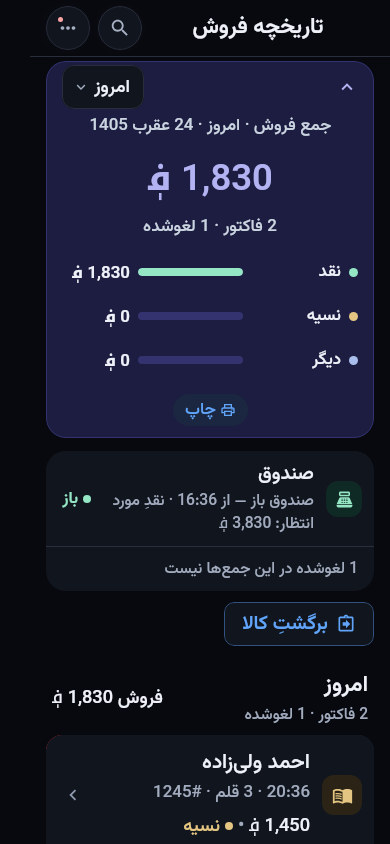 تاریخچه فروش
امروز
جمع فروش · امروز · 24 عقرب 1405
1,830 ؋
2 فاکتور · 1 لغوشده
نقد 1,830 ؋
نسیه 0 ؋
دیگر 0 ؋
چاپ
صندوق
صندوق باز — از 16:36 · نقدِ مورد
انتظار: 3,830 ؋
باز
1 لغوشده در این جمع‌ها نیست
برگشتِ کالا
امروز
فروش 1,830 ؋
2 فاکتور · 1 لغوشده
احمد ولی‌زاده
20:36 · 3 قلم · #1245
1,450 ؋ • نسیه